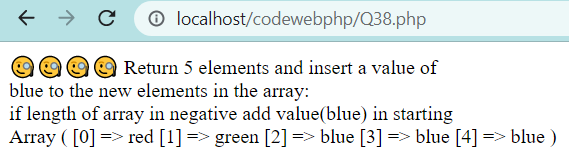 localhost/codewebphp/Q38.php
🧐🧐🧐🧐 Return 5 elements and insert a value of
blue to the new elements in the array:
if length of array in negative add value(blue) in starting
Array ( [0] => red [1] => green [2] => blue [3] => blue [4] => blue )